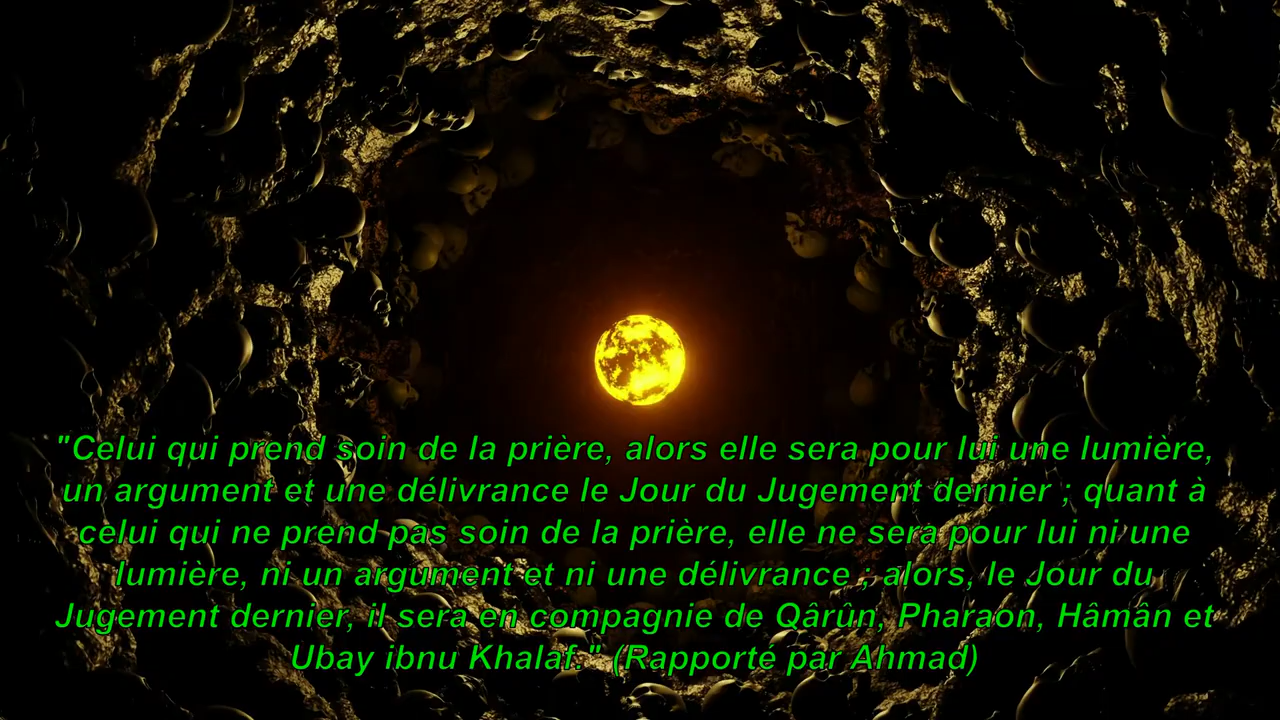 "Celui qui prend soin de la prière, alors elle sera pour lui une lumière,
un argument et une délivrance le Jour du Jugement dernier ; quant à
celui qui ne prend pas soin de la prière, elle ne sera pour lui ni une
lumière, ni un argument et ni une délivrance ; alors, le Jour du
Jugement dernier, il sera en compagnie de Qârûn, Pharaon, Hâmân et
Ubay ibnu Khalaf." (Rapporté par Ahmad)